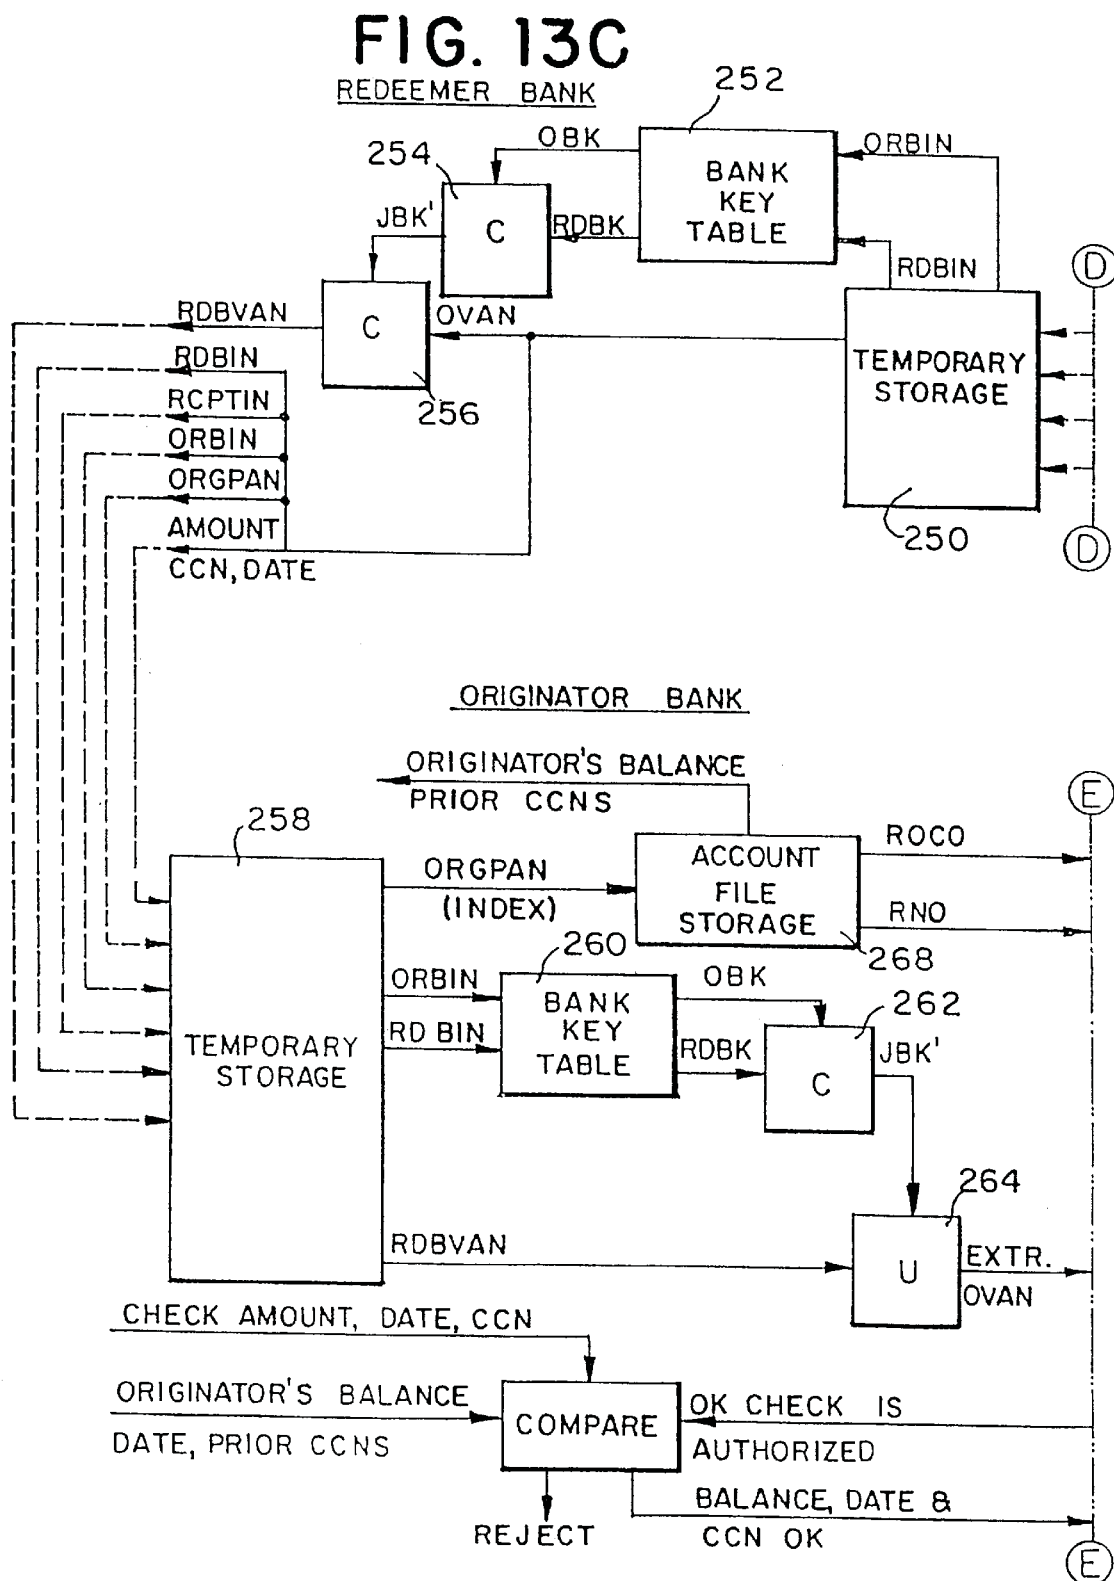 FIG. 13C
REDEEMER BANK
252
OBK
ORBIN
254
BANK
KEY
TABLE
JBK'
C
RDBK
RDBIN
D
RDBVAN
C
OVAN
RDBIN
TEMPORARY
STORAGE
RCPTIN
256
ORBIN
ORGPAN
AMOUNT
250
D
CCN, DATE
ORIGINATOR BANK
ORIGINATOR'S BALANCE
PRIOR CCNS
E
258
ROCO
ORGPAN
(INDEX)
ACCOUNT
FILE
STORAGE
RNO
260
268
ORBIN
OBK
262
BANK
KEY
TABLE
RD BIN
RDBK
JBK'
TEMPORARY
STORAGE
C
264
RDBVAN
U
EXTR.
OVAN
CHECK AMOUNT, DATE, CCN
ORIGINATOR'S BALANCE
DATE, PRIOR CCNS
COMPARE
OK CHECK IS
AUTHORIZED
BALANCE, DATE &
CCN OK
REJECT
E